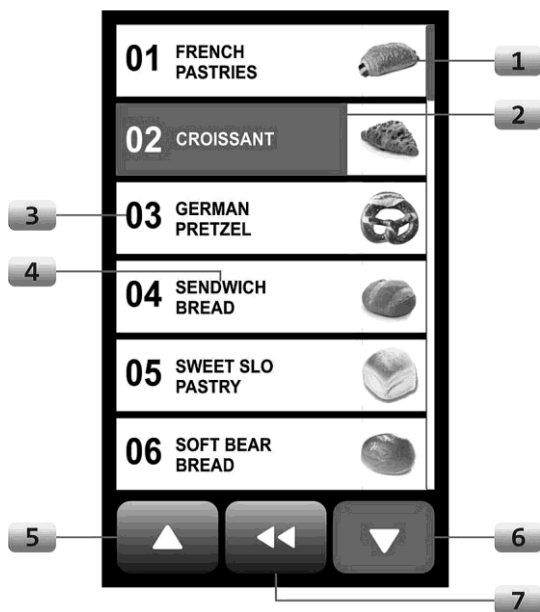 01 FRENCH
PASTRIES
1
02 CROISSANT
2
3
03 GERMAN
PRETZEL
4
04 SENDWICH
BREAD
05 SWEET SLO
PASTRY
06 SOFT BEAR
BREAD
5
6
7